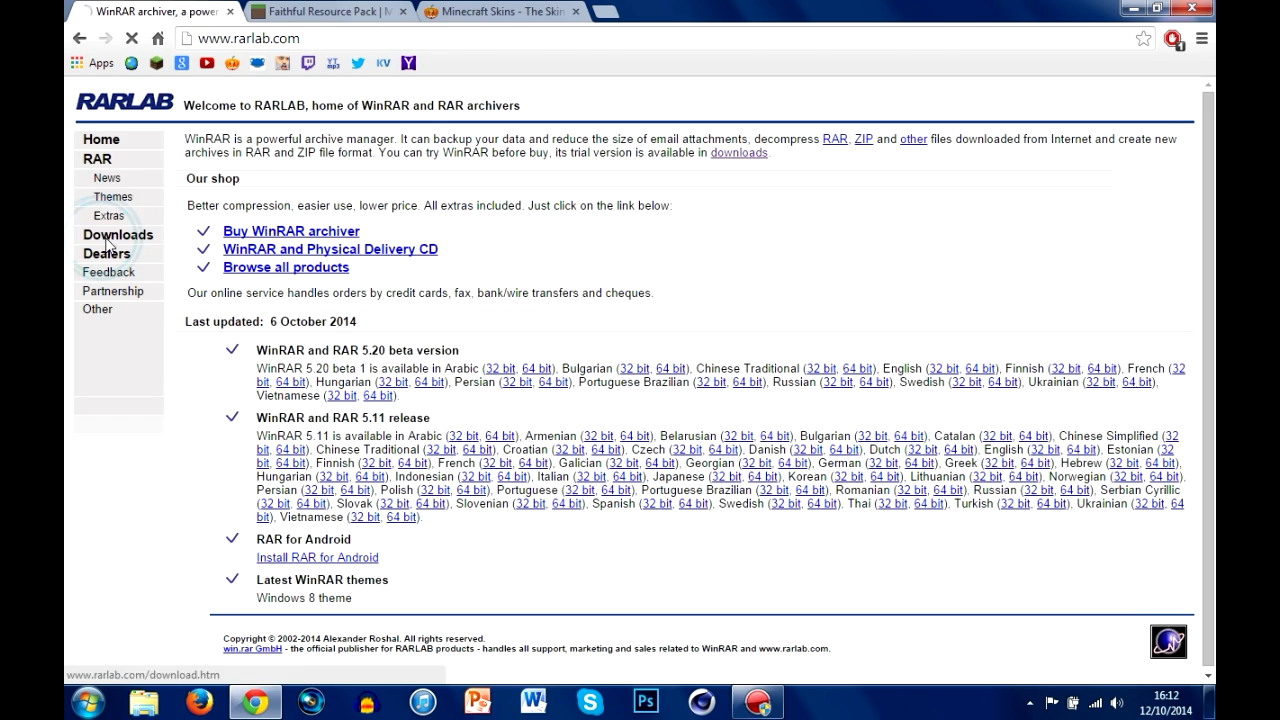 WinRAR archiver, a power
Faithful Resource Pack | M
Minecraft Skins - The Skin
www.rarlab.com
1
Apps
YT mp3
KV
Y
RARLAB
Welcome to RARLAB, home of WinRAR and RAR archivers
Home
RAR
News
Themes
Extras
Downloads
Dealers
Feedback
Partnership
Other
WinRAR is a powerful archive manager. It can backup your data and reduce the size of email attachments, decompress RAR, ZIP and other files downloaded from Internet and create new
archives in RAR and ZIP file format. You can try WinRAR before buy, its trial version is available in downloads.
Our shop
Better compression, easier use, lower price. All extras included. Just click on the link below:
Buy WinRAR archiver
WinRAR and Physical Delivery CD
Browse all products
Our online service handles orders by credit cards, fax, bank/wire transfers and cheques.
Last updated: 6 October 2014
WinRAR and RAR 5.20 beta version
WinRAR 5.20 beta 1 is available in Arabic (32 bit, 64 bit), Bulgarian (32 bit, 64 bit), Chinese Traditional (32 bit, 64 bit), English (32 bit, 64 bit), Finnish (32 bit, 64 bit), French (32
bit, 64 bit), Hungarian (32 bit, 64 bit), Persian (32 bit, 64 bit), Portuguese Brazilian (32 bit, 64 bit), Russian (32 bit, 64 bit), Swedish (32 bit, 64 bit), Ukrainian (32 bit, 64 bit),
Vietnamese (32 bit, 64 bit).
WinRAR and RAR 5.11 release
WinRAR 5.11 is available in Arabic (32 bit, 64 bit), Armenian (32 bit, 64 bit), Belarusian (32 bit, 64 bit), Bulgarian (32 bit, 64 bit), Catalan (32 bit, 64 bit), Chinese Simplified (32
bit, 64 bit), Chinese Traditional (32 bit, 64 bit), Croatian (32 bit, 64 bit), Czech (32 bit, 64 bit), Danish (32 bit, 64 bit), Dutch (32 bit, 64 bit), English (32 bit, 64 bit), Estonian (32
bit, 64 bit), Finnish (32 bit, 64 bit), French (32 bit, 64 bit), Galician (32 bit, 64 bit), Georgian (32 bit, 64 bit), German (32 bit, 64 bit), Greek (32 bit, 64 bit), Hebrew (32 bit, 64 bit),
Hungarian (32 bit, 64 bit), Indonesian (32 bit, 64 bit), Italian (32 bit, 64 bit), Japanese (32 bit, 64 bit), Korean (32 bit, 64 bit), Lithuanian (32 bit, 64 bit), Norwegian (32 bit, 64 bit),
Persian (32 bit, 64 bit), Polish (32 bit, 64 bit), Portuguese (32 bit, 64 bit), Portuguese Brazilian (32 bit, 64 bit), Romanian (32 bit, 64 bit), Russian (32 bit, 64 bit), Serbian Cyrillic
(32 bit, 64 bit), Slovak (32 bit, 64 bit), Slovenian (32 bit, 64 bit), Spanish (32 bit, 64 bit), Swedish (32 bit, 64 bit), Thai (32 bit, 64 bit), Turkish (32 bit, 64 bit), Ukrainian (32 bit, 64
bit), Vietnamese (32 bit, 64 bit).
RAR for Android
Install RAR for Android
Latest WinRAR themes
Windows 8 theme
Copyright © 2002-2014 Alexander Roshal. All rights reserved.
win.rar GmbH - the official publisher for RARLAB products - handles all support, marketing and sales related to WinRAR and www.rarlab.com.
www.rarlab.com/download.htm
Ps
16:12
12/10/2014